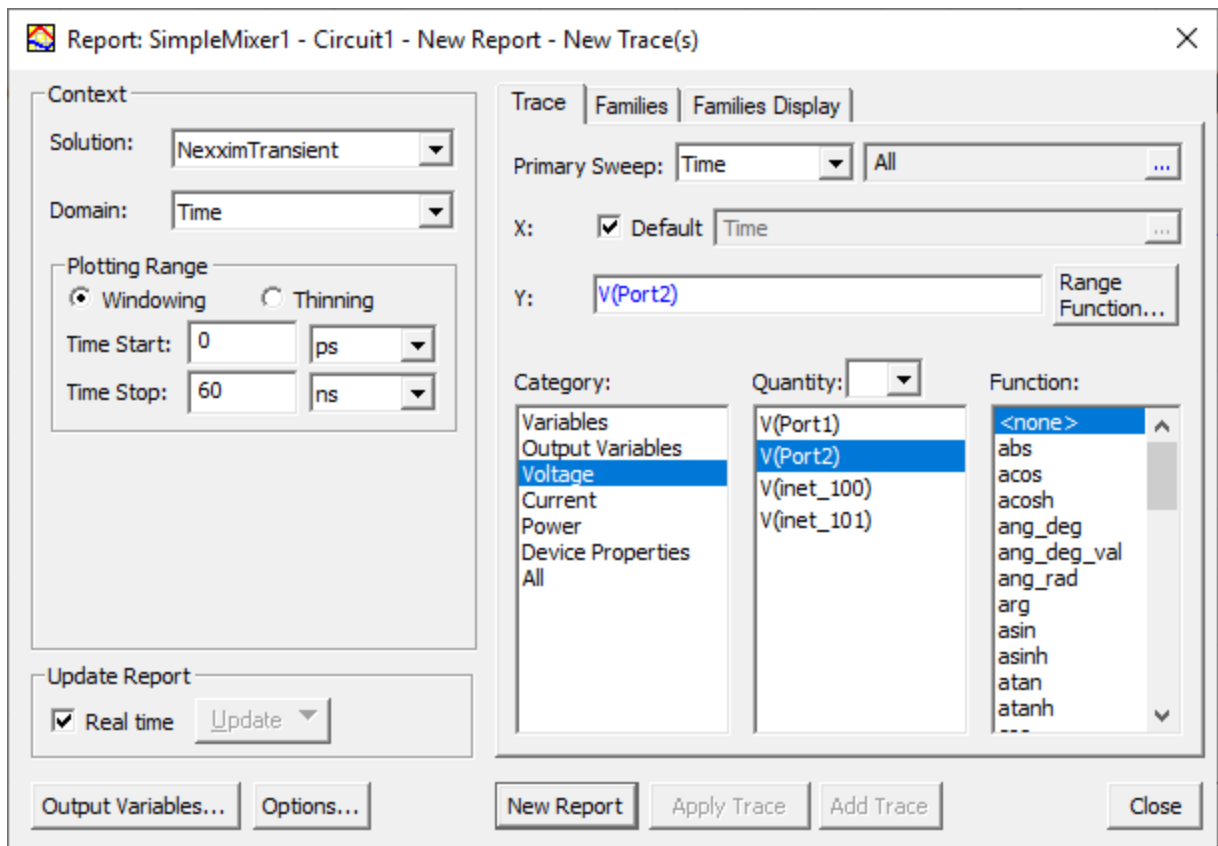 Report: SimpleMixer1 - Circuit1 - New Report - New Trace(s)
Context
Solution: NexximTransient
Domain: Time
Plotting Range
Windowing Thinning
Time Start: 0 ps
Time Stop: 60 ns
Update Report
Real time Update
Output Variables... Options...
Trace Families Families Display
Primary Sweep: Time All ...
X: Default Time ...
Y: V(Port2) Range Function...
Category:
Variables
Output Variables
Voltage
Current
Power
Device Properties
All
Quantity:
V(Port1)
V(Port2)
V(inet_100)
V(inet_101)
Function:
<none>
abs
acos
acosh
ang_deg
ang_deg_val
ang_rad
arg
asin
asinh
atan
atanh
New Report Apply Trace Add Trace Close